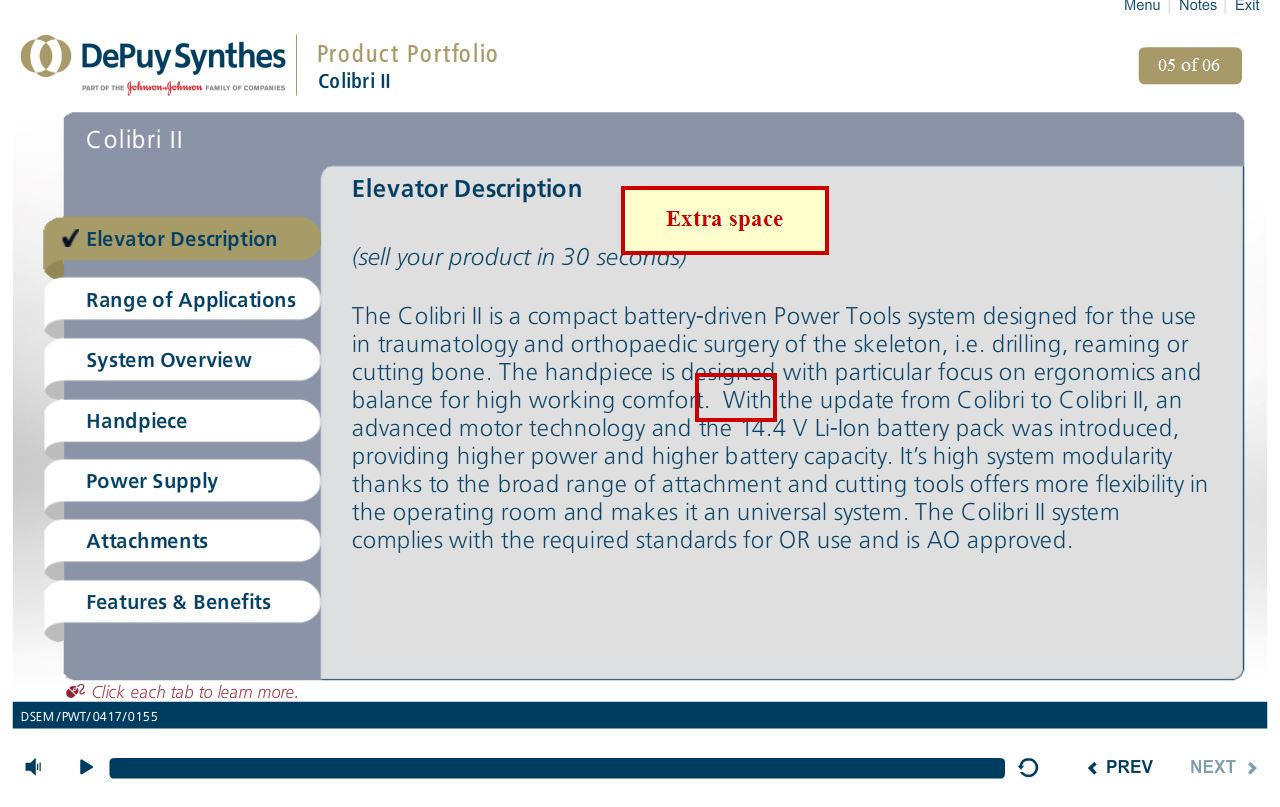 Menu | Notes | Exit
DePuy Synthes
PART OF THE Johnson & Johnson FAMILY OF COMPANIES
Product Portfolio
Colibri II
05 of 06
Colibri II
Elevator Description
Extra space
(sell your product in 30 seconds)
The Colibri II is a compact battery-driven Power Tools system designed for the use
in traumatology and orthopaedic surgery of the skeleton, i.e. drilling, reaming or
cutting bone. The handpiece is designed with particular focus on ergonomics and
balance for high working comfort.  With the update from Colibri to Colibri II, an
advanced motor technology and the 14.4 V Li-Ion battery pack was introduced,
providing higher power and higher battery capacity. It’s high system modularity
thanks to the broad range of attachment and cutting tools offers more flexibility in
the operating room and makes it an universal system. The Colibri II system
complies with the required standards for OR use and is AO approved.
Elevator Description
Range of Applications
System Overview
Handpiece
Power Supply
Attachments
Features & Benefits
Click each tab to learn more.
DSEM/PWT/0417/0155
PREV
NEXT